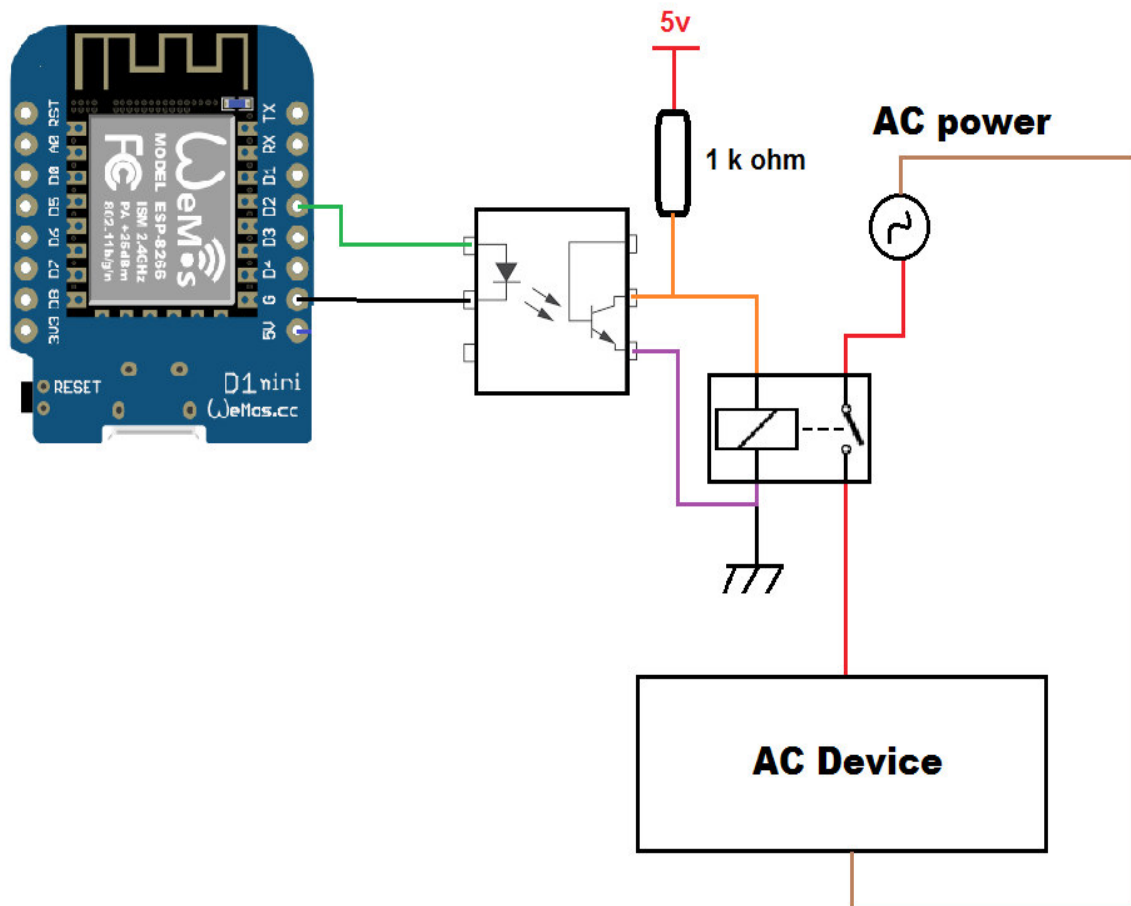 5v
1 k ohm
AC power
RST
A0
D0
D5
D6
D7
D8
3V3
TX
RX
D1
D2
D3
D4
G
5V
WeMos
MODEL ESP-8266
ISM 2.4GHz
PA +25dBm
802.11b/g/n
FC
RESET
D1 mini
WeMos.cc
AC Device